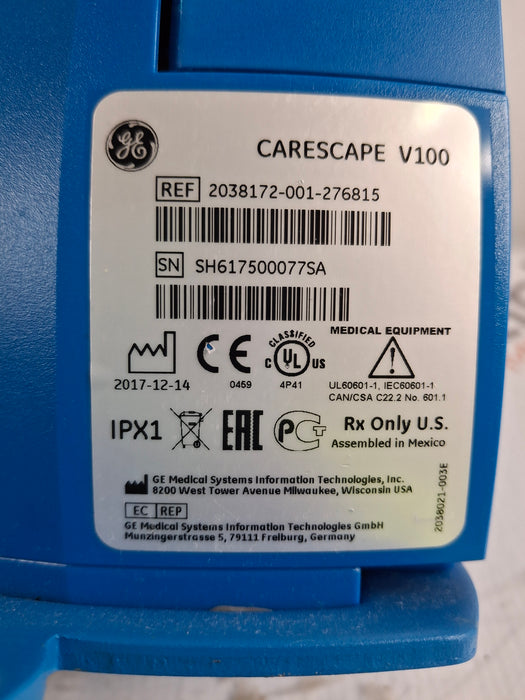 GE
CARESCAPE V100
REF 2038172-001-276815
SN SH617500077SA
2017-12-14
CE
0459
CLASSIFIED
C UL US
4P41
MEDICAL EQUIPMENT
UL60601-1, IEC60601-1
CAN/CSA C22.2 No. 601.1
IPX1
EAC
PCT
Rx Only U.S.
Assembled in Mexico
GE Medical Systems Information Technologies, Inc.
8200 West Tower Avenue Milwaukee, Wisconsin USA
EC REP
GE Medical Systems Information Technologies GmbH
Munzingerstrasse 5, 79111 Freiburg, Germany
2038021-003E